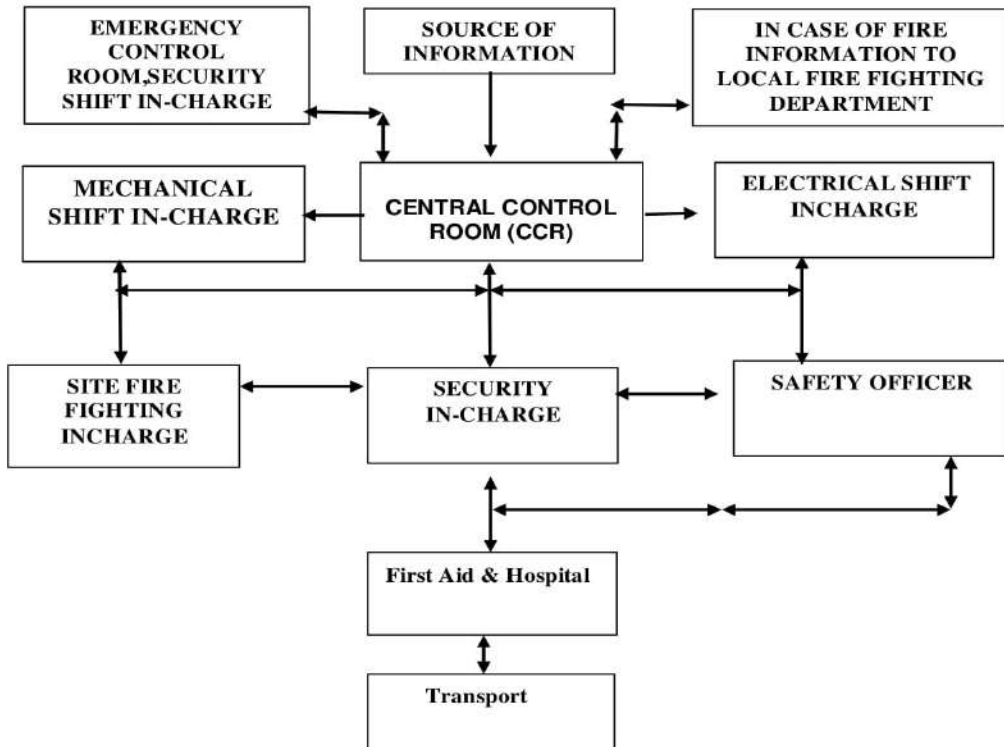 EMERGENCY
CONTROL
ROOM,SECURITY
SHIFT IN-CHARGE
SOURCE OF
INFORMATION
IN CASE OF FIRE
INFORMATION TO
LOCAL FIRE FIGHTING
DEPARTMENT
MECHANICAL
SHIFT IN-CHARGE
CENTRAL CONTROL
ROOM (CCR)
ELECTRICAL SHIFT
INCHARGE
SITE FIRE
FIGHTING
INCHARGE
SECURITY
IN-CHARGE
SAFETY OFFICER
First Aid & Hospital
Transport